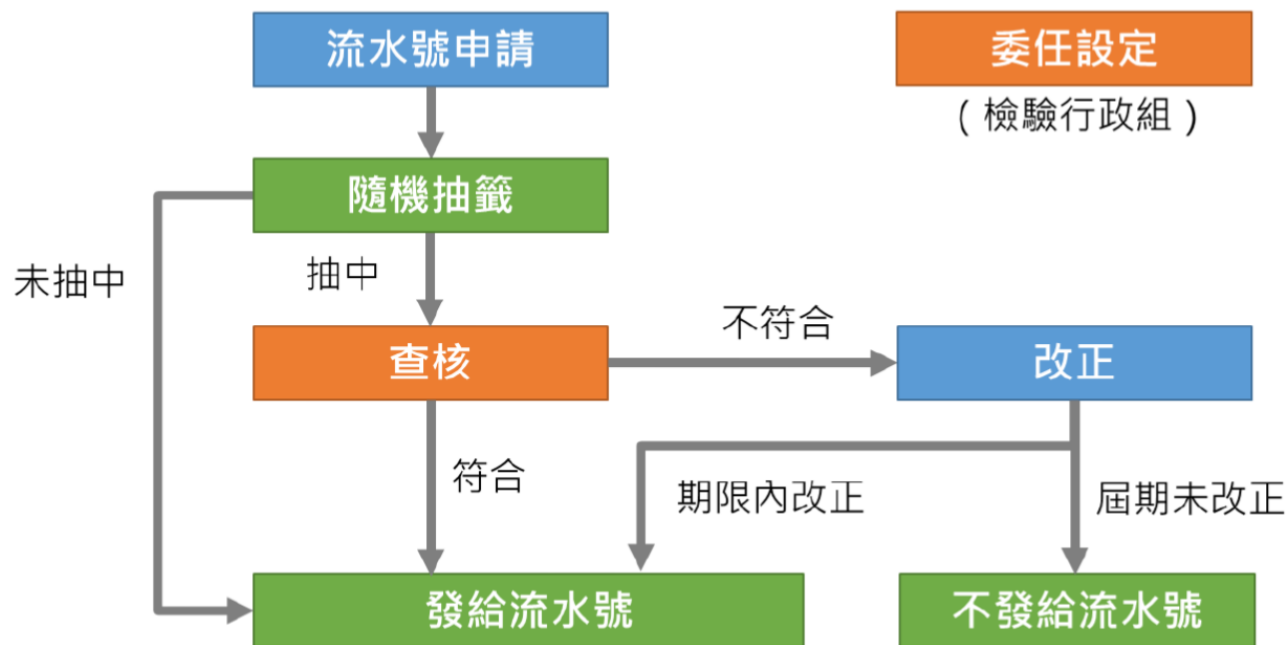 流水號申請
委任設定
(檢驗行政組)
隨機抽籤
未抽中
抽中
不符合
查核
改正
符合
期限內改正
屆期未改正
發給流水號
不發給流水號